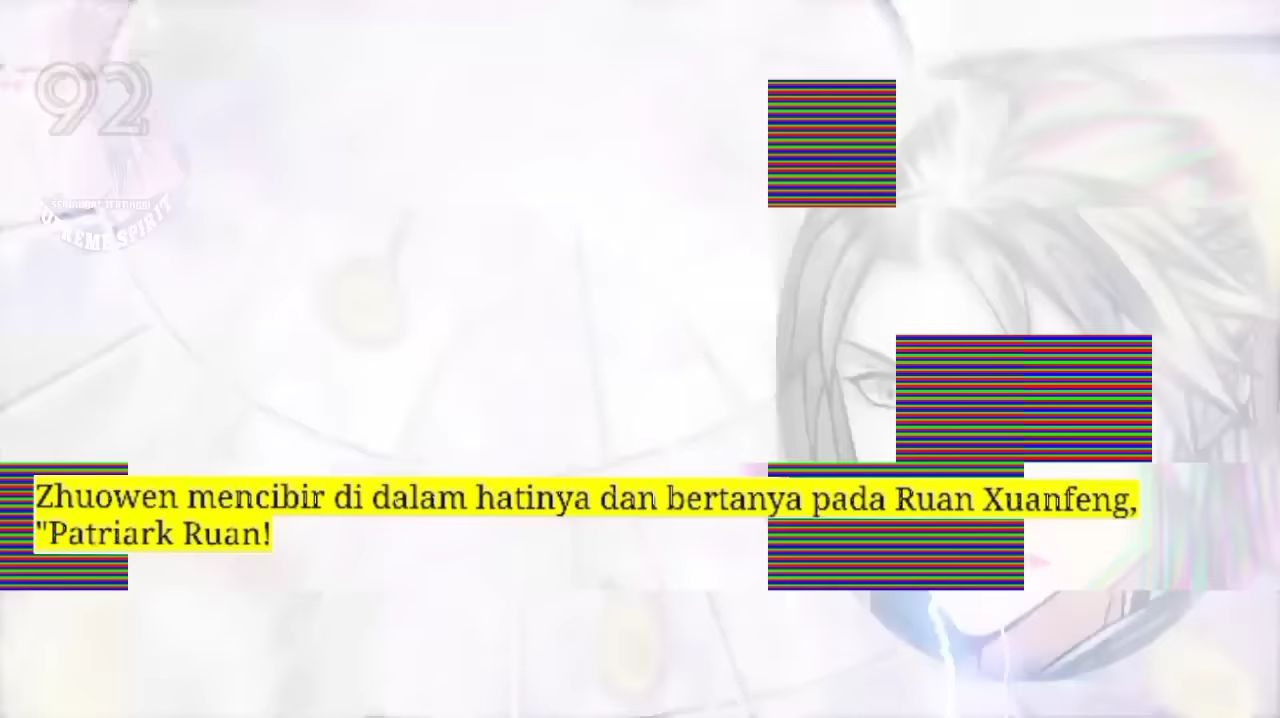 92
Zhuowen mencibir di dalam hatinya dan bertanya pada Ruan Xuanfeng,
"Patriark Ruan!